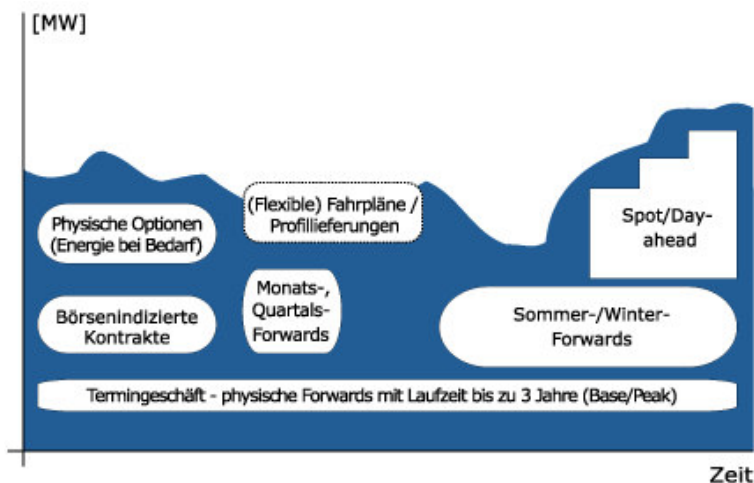 [MW]
Physische Optionen
(Energie bei Bedarf)
(Flexible) Fahrpläne /
Profillieferungen
Spot/Day-
ahead
Börsenindizierte
Kontrakte
Monats-,
Quartals-
Forwards
Sommer-/Winter-
Forwards
Termingeschäft - physische Forwards mit Laufzeit bis zu 3 Jahre (Base/Peak)
Zeit